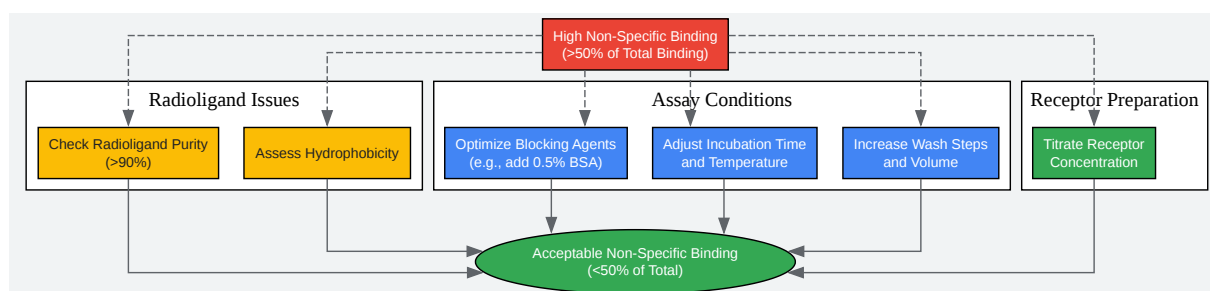 High Non-Specific Binding
(>50% of Total Binding)
Radioligand Issues
Assay Conditions
Receptor Preparation
Check Radioligand Purity
(>90%)
Assess Hydrophobicity
Optimize Blocking Agents
(e.g., add 0.5% BSA)
Adjust Incubation Time
and Temperature
Increase Wash Steps
and Volume
Titrate Receptor
Concentration
Acceptable Non-Specific Binding
(<50% of Total)